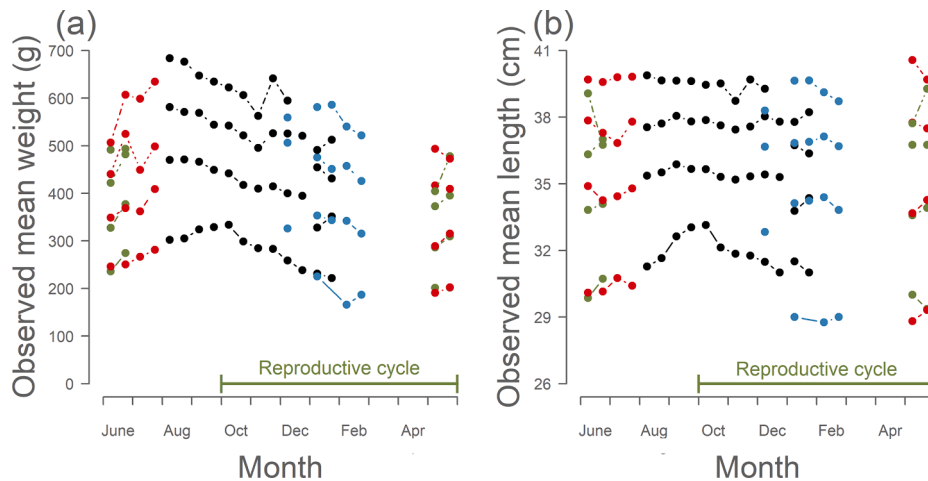 (a)
Observed mean weight (g)
700
600
500
400
300
200
100
0
Reproductive cycle
June Aug Oct Dec Feb Apr
Month
(b)
Observed mean length (cm)
41
38
35
32
29
26
Reproductive cycle
June Aug Oct Dec Feb Apr
Month